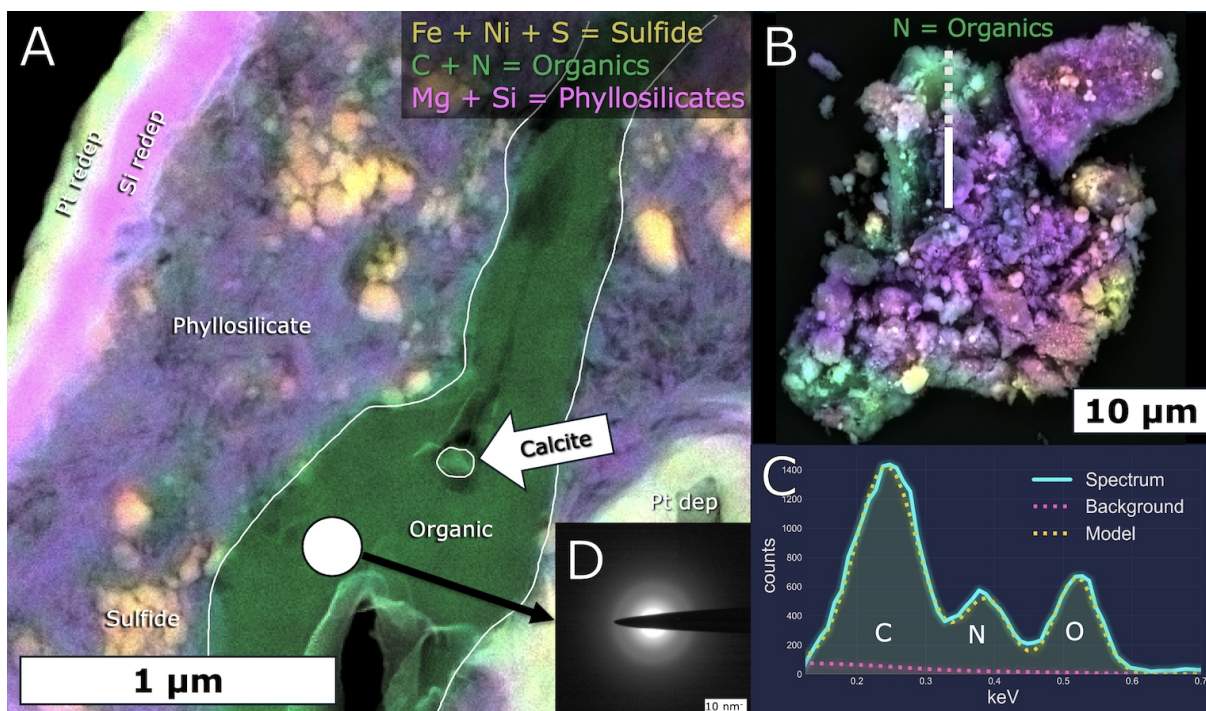 A
Fe + Ni + S = Sulfide
C + N = Organics
Mg + Si = Phyllosilicates
Pt redep
Si redep
Phyllosilicate
Calcite
Organic
Pt dep
Sulfide
1 µm
D
10 nm⁻
B
N = Organics
10 µm
C
Spectrum
Background
Model
counts
1400
1200
1000
800
600
400
200
0
C
N
O
0.2
0.3
0.4
0.5
0.6
0.7
keV